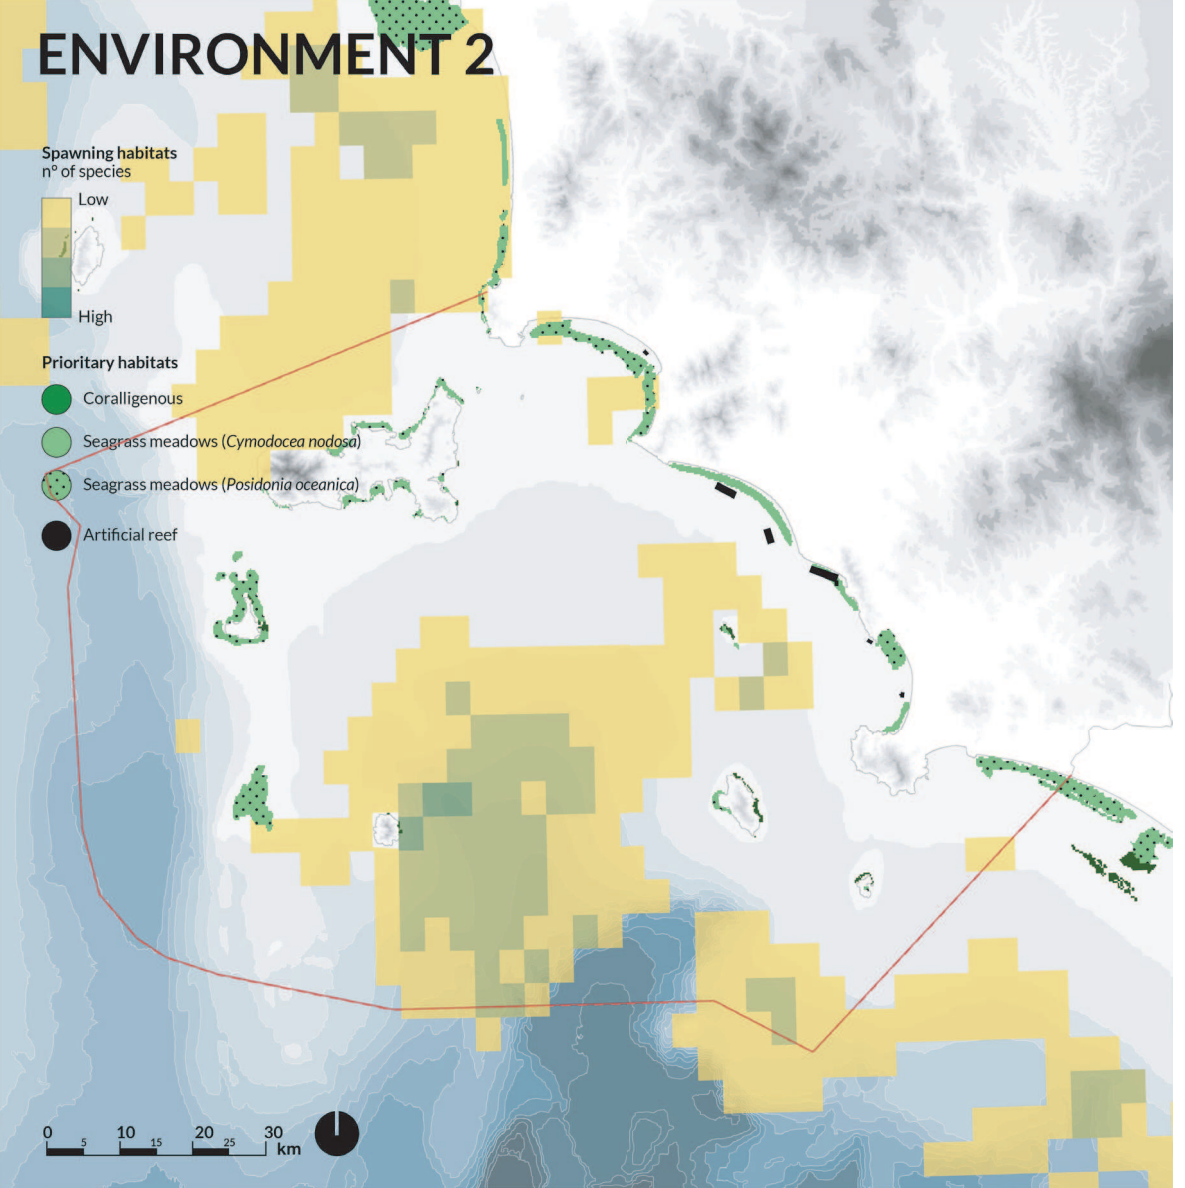 ENVIRONMENT 2
Spawning habitats
nº of species
Low
High
Prioritary habitats
Coralligenous
Seagrass meadows (Cymodocea nodosa)
Seagrass meadows (Posidonia oceanica)
Artificial reef
0 10 20 30
5 15 25 km